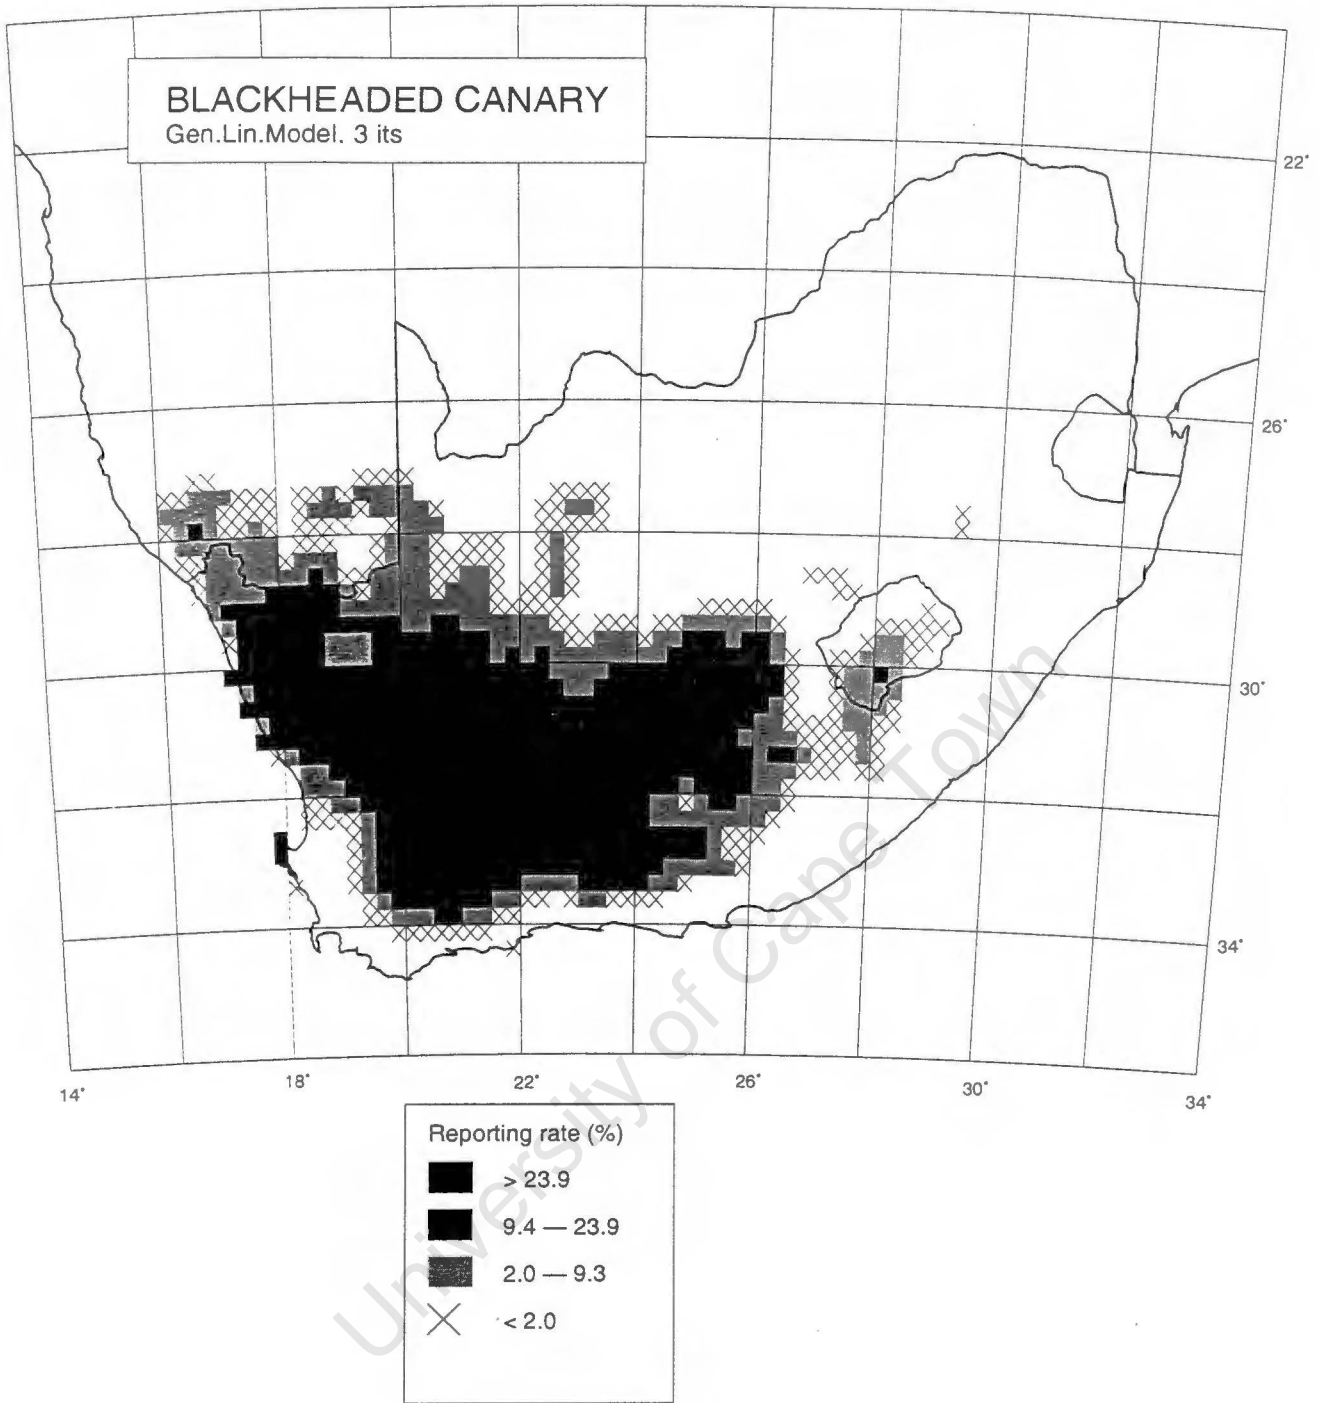 BLACKHEADED CANARY
Gen.Lin.Model. 3 its
22°
26°
30°
34°
14°
18°
22°
26°
30°
34°
Reporting rate (%)
> 23.9
9.4 — 23.9
2.0 — 9.3
< 2.0
University of Cape Town